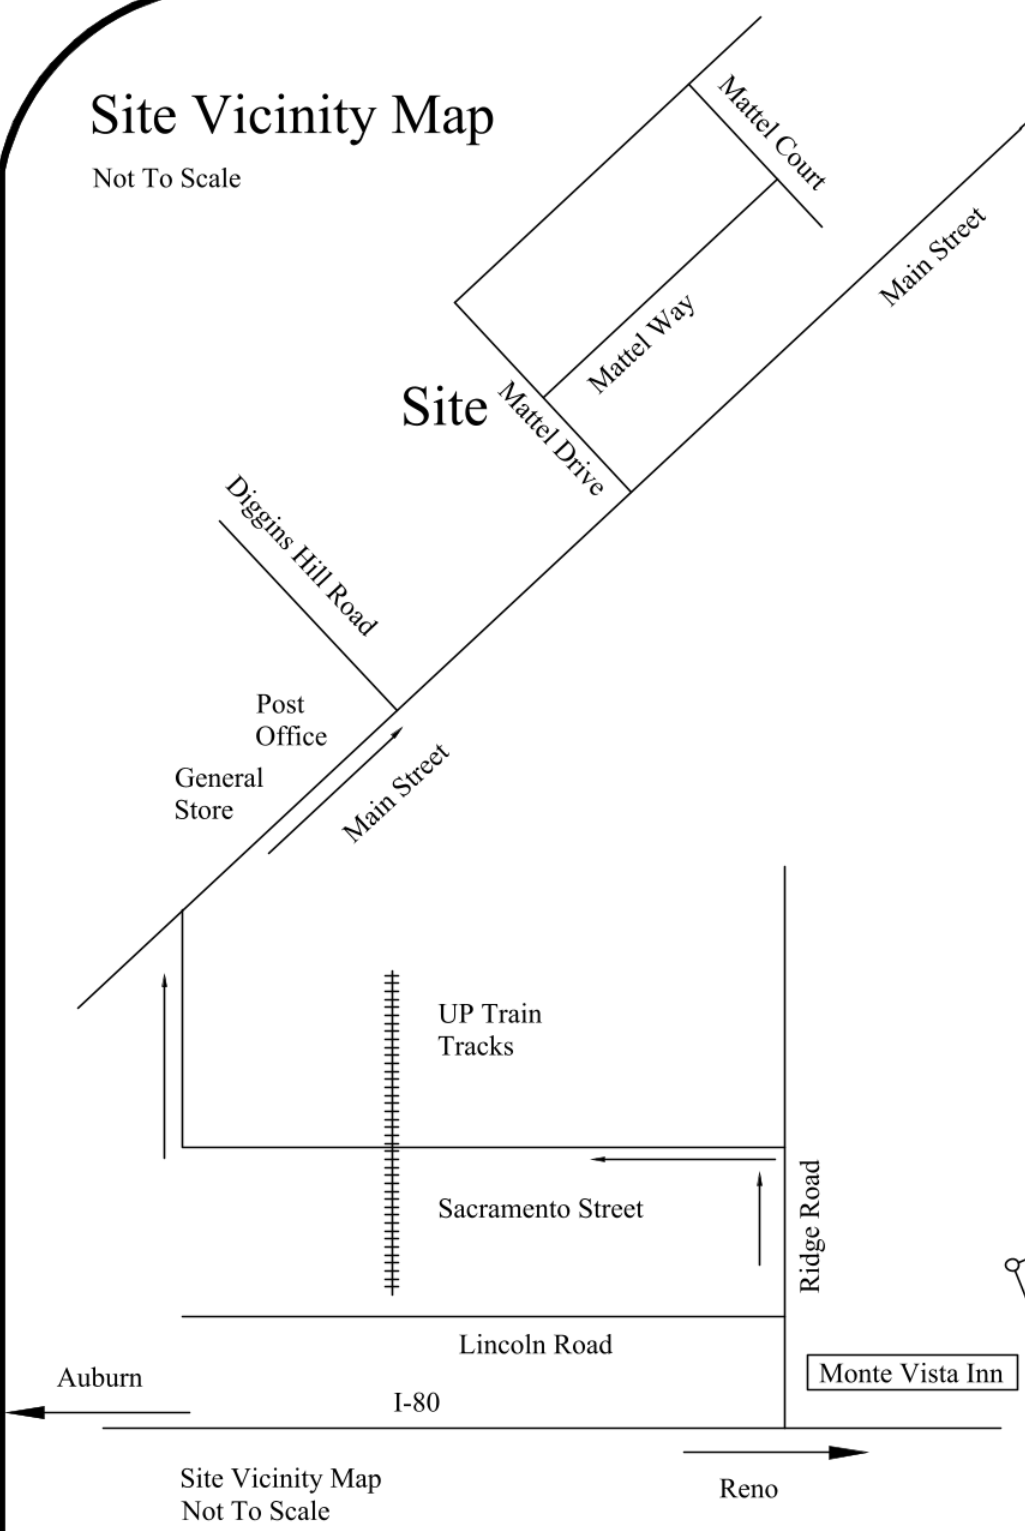 Site Vicinity Map
Not To Scale
Mattel Court
Main Street
Mattel Way
Site
Mattel Drive
Diggins Hill Road
Post
Office
General
Store
Main Street
UP Train
Tracks
Sacramento Street
Ridge Road
Lincoln Road
Monte Vista Inn
Auburn
I-80
Site Vicinity Map
Not To Scale
Reno